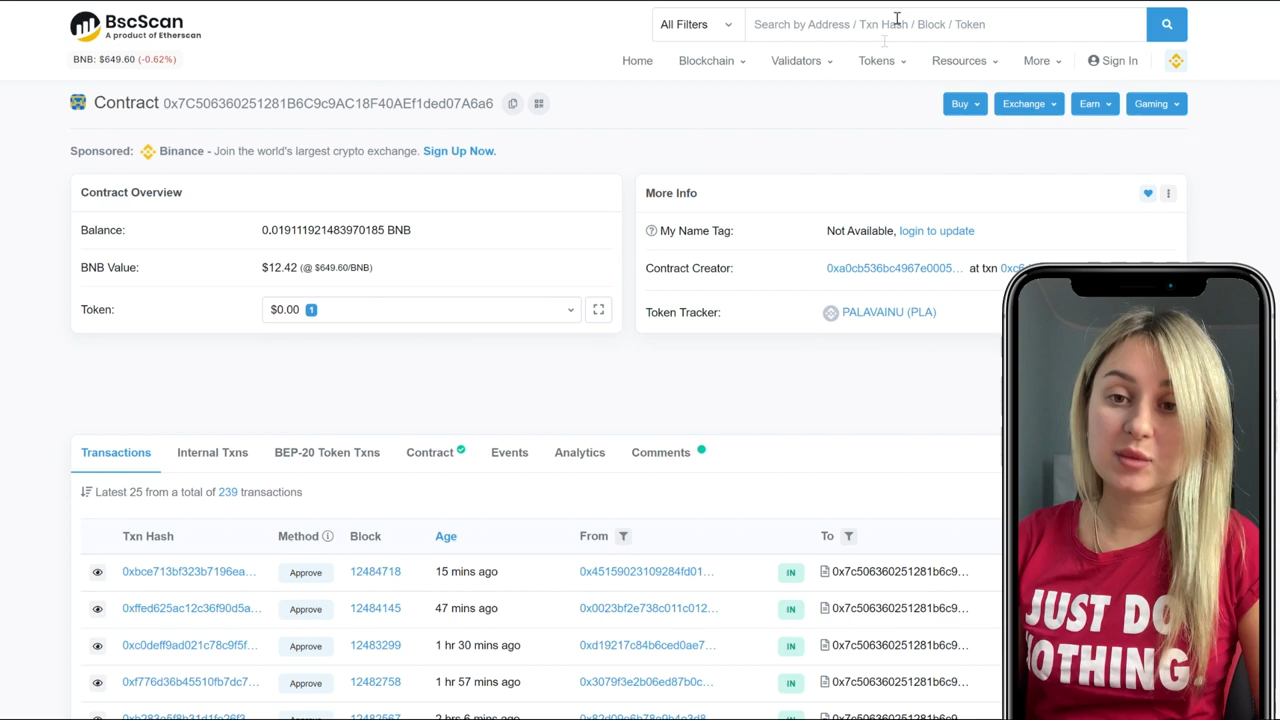 BscScan
A product of Etherscan
All Filters
Search by Address / Txn Hash / Block / Token
BNB: $649.60 (-0.62%)
Home Blockchain Validators Tokens Resources More Sign In
Contract 0x7C506360251281B6C9c9AC18F40AEf1ded07A6a6
Buy Exchange Earn Gaming
Sponsored: Binance - Join the world's largest crypto exchange. Sign Up Now.
Contract Overview
Balance: 0.019111921483970185 BNB
BNB Value: $12.42 (@ $649.60/BNB)
Token: $0.00 1
More Info
My Name Tag: Not Available, login to update
Contract Creator: 0xa0cb536bc4967e0005... at txn 0xc6
Token Tracker: PALAVAINU (PLA)
Transactions Internal Txns BEP-20 Token Txns Contract Events Analytics Comments
Latest 25 from a total of 239 transactions
Txn Hash Method Block Age From To
0xbce713bf323b7196ea... Approve 12484718 15 mins ago 0x45159023109284fd01... IN 0x7c506360251281b6c9...
0xffed625ac12c36f90d5a... Approve 12484145 47 mins ago 0x0023bf2e738c011c012... IN 0x7c506360251281b6c9...
0xc0deff9ad021c78c9f5f... Approve 12483299 1 hr 30 mins ago 0xd19217c84b6ced0ae7... IN 0x7c506360251281b6c9...
0xf776d36b45510fb7dc7... Approve 12482758 1 hr 57 mins ago 0x3079f3e2b06ed87b0c... IN 0x7c506360251281b6c9...
JUST DO
NOTHING